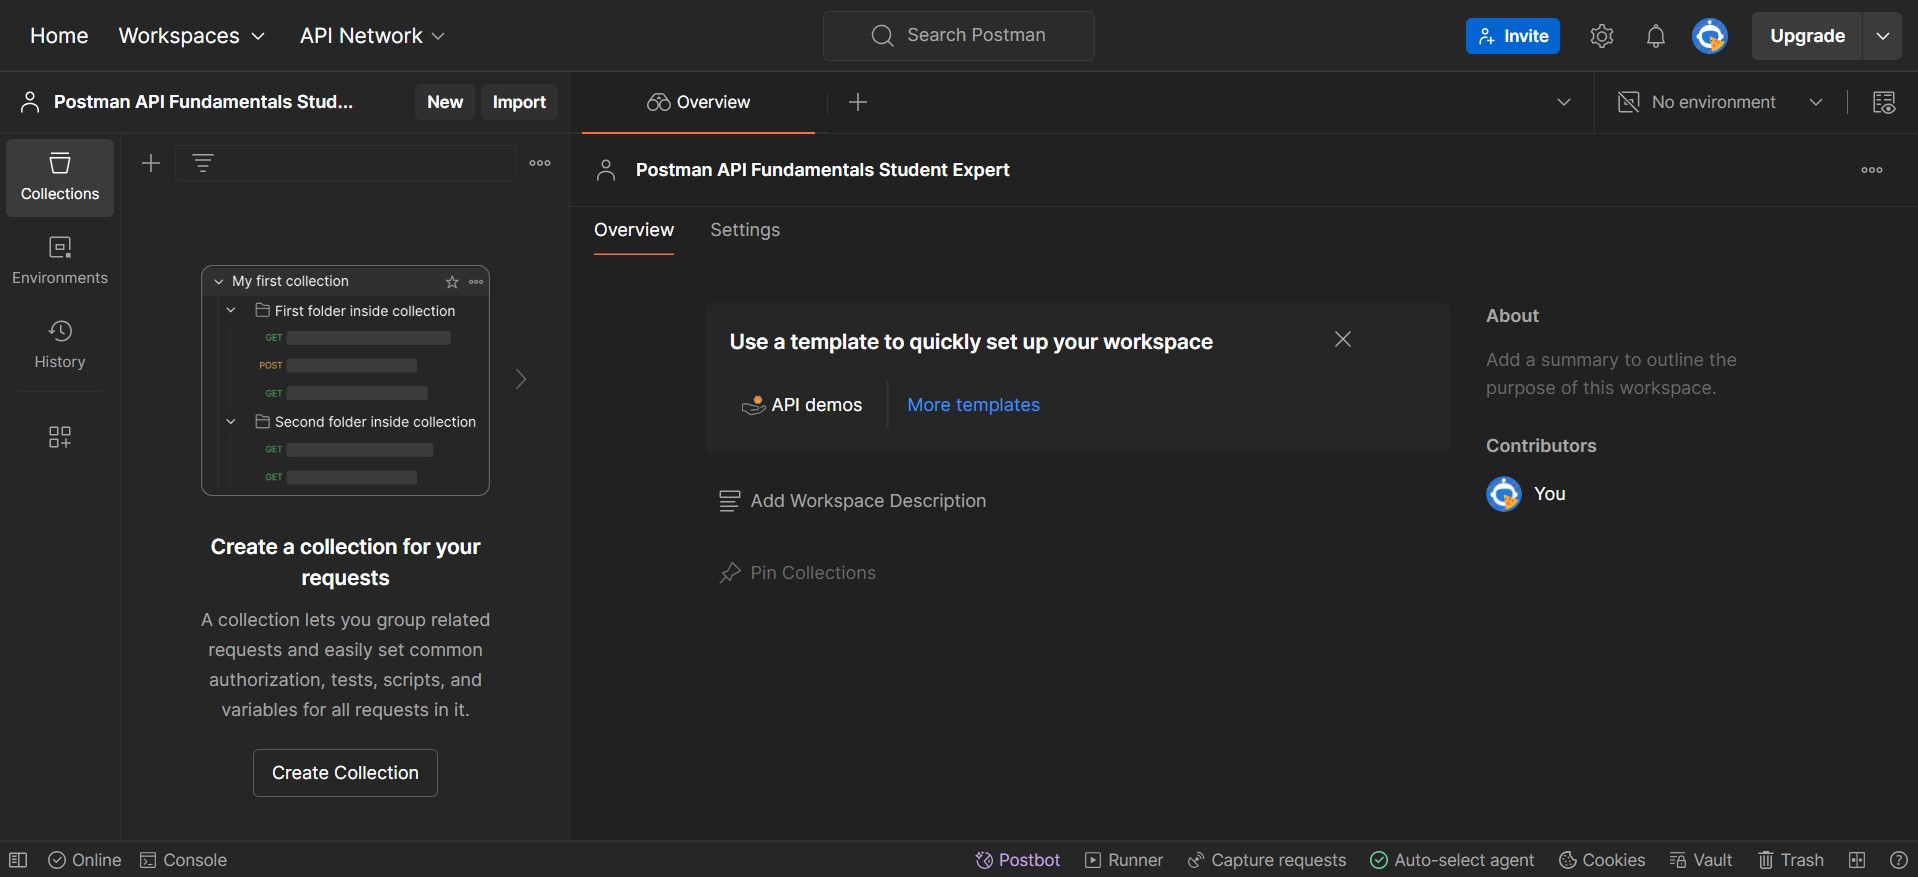 Home Workspaces API Network Search Postman Invite Upgrade
Postman API Fundamentals Stud... New Import Overview No environment
Collections
Environments
History
My first collection
First folder inside collection
GET
POST
GET
Second folder inside collection
GET
GET
Create a collection for your
requests
A collection lets you group related
requests and easily set common
authorization, tests, scripts, and
variables for all requests in it.
Create Collection
Postman API Fundamentals Student Expert
Overview Settings
Use a template to quickly set up your workspace
API demos More templates
Add Workspace Description
Pin Collections
About
Add a summary to outline the
purpose of this workspace.
Contributors
You
Online Console Postbot Runner Capture requests Auto-select agent Cookies Vault Trash